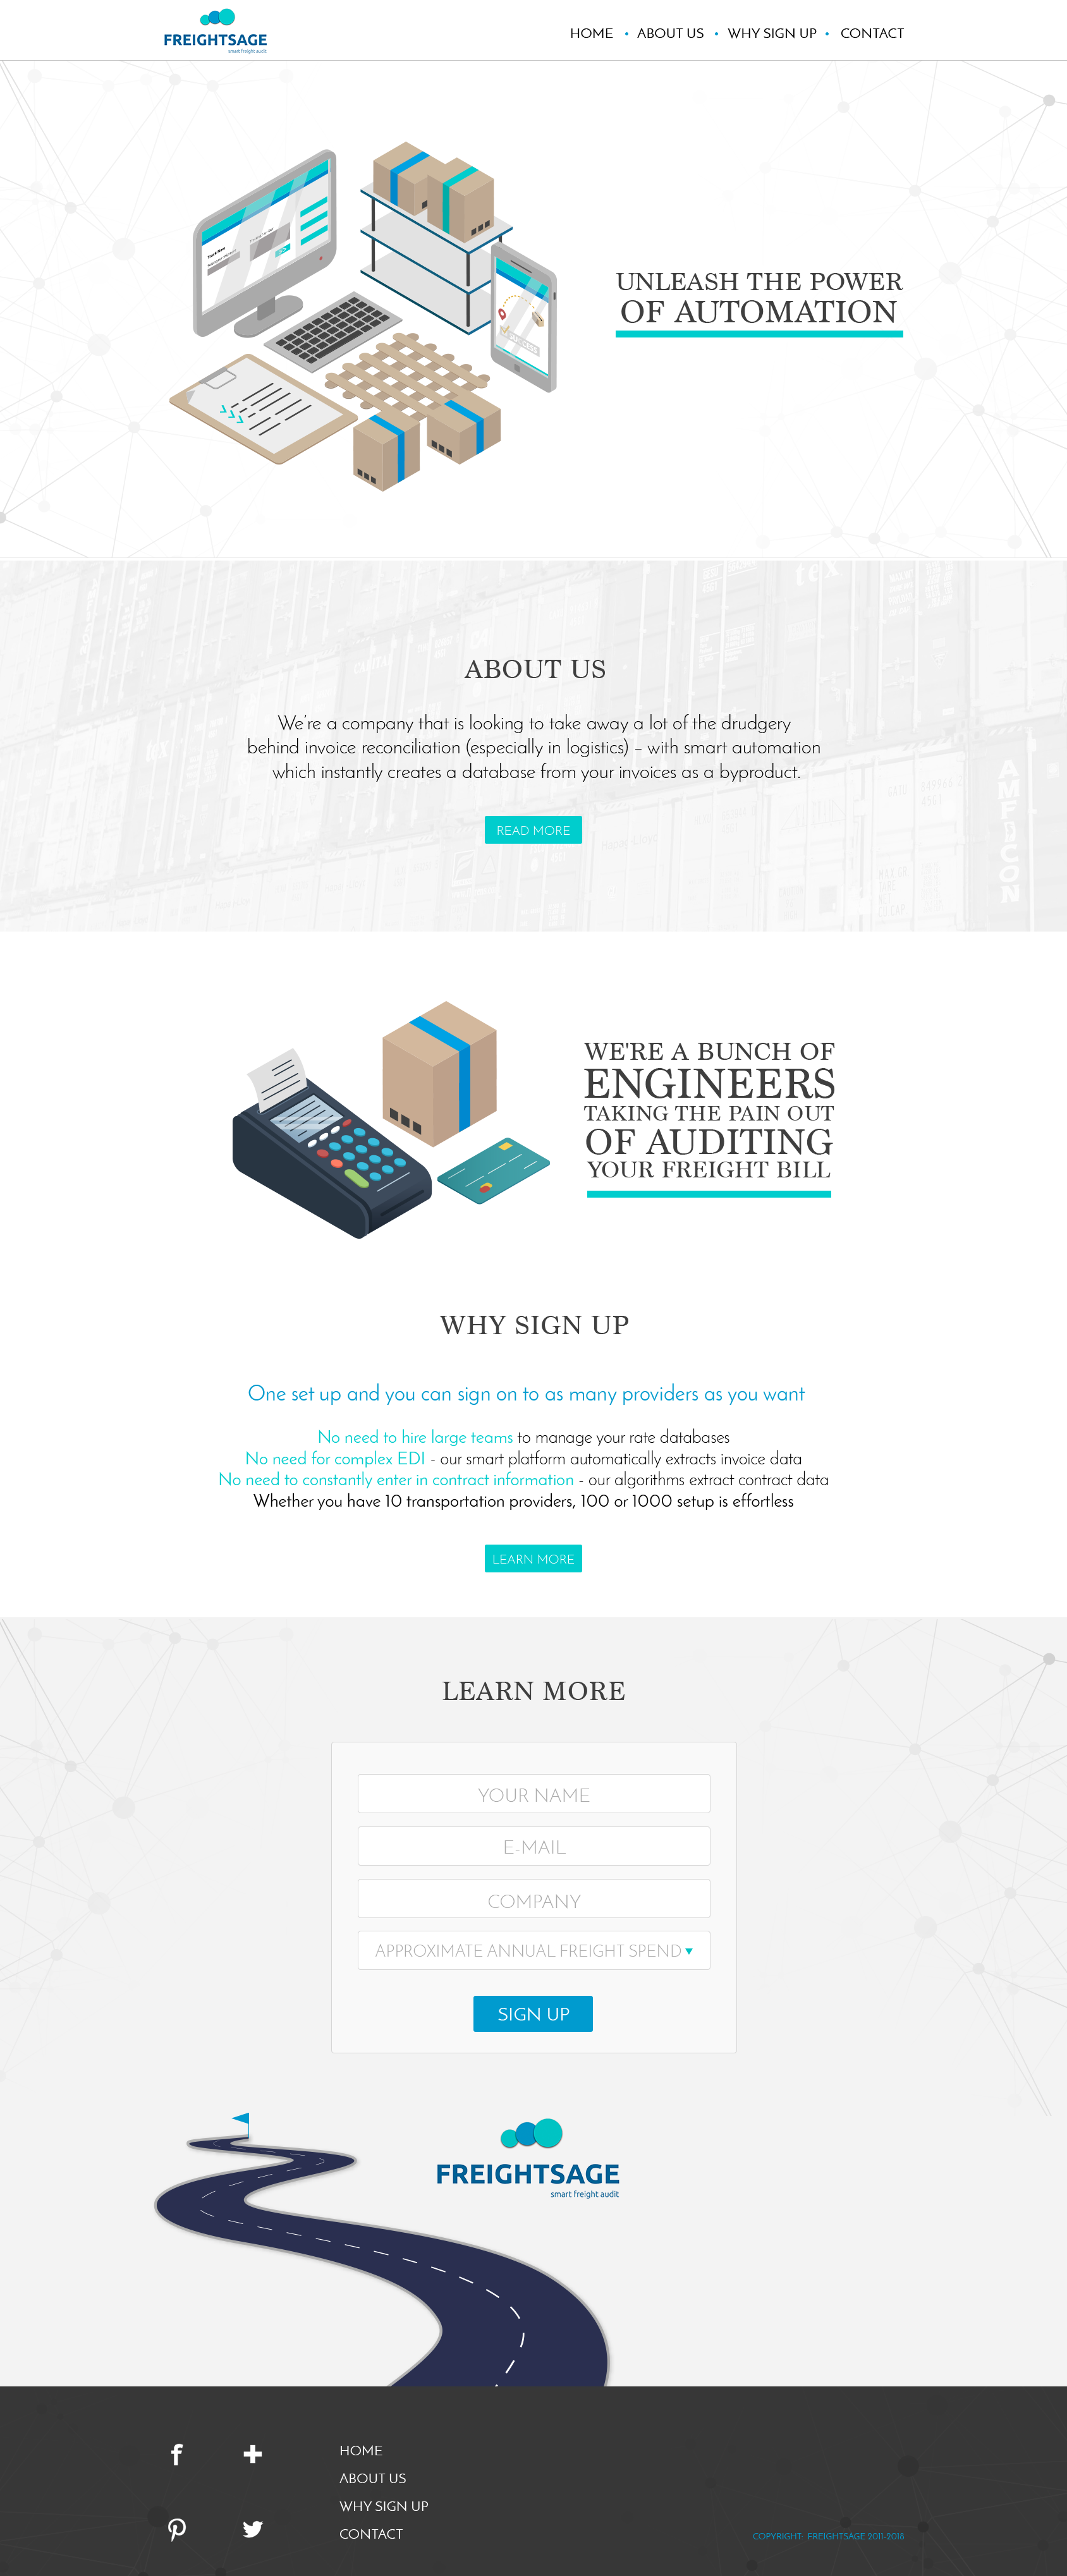 FREIGHTSAGE
smart freight audit
HOME • ABOUT US • WHY SIGN UP • CONTACT
UNLEASH THE POWER
OF AUTOMATION
ABOUT US
We're a company that is looking to take away a lot of the drudgery
behind invoice reconciliation (especially in logistics) – with smart automation
which instantly creates a database from your invoices as a byproduct.
READ MORE
WE'RE A BUNCH OF
ENGINEERS
TAKING THE PAIN OUT
OF AUDITING
YOUR FREIGHT BILL
WHY SIGN UP
One set up and you can sign on to as many providers as you want
No need to hire large teams to manage your rate databases
No need for complex EDI - our smart platform automatically extracts invoice data
No need to constantly enter in contract information - our algorithms extract contract data
Whether you have 10 transportation providers, 100 or 1000 setup is effortless
LEARN MORE
LEARN MORE
YOUR NAME
E-MAIL
COMPANY
APPROXIMATE ANNUAL FREIGHT SPEND
SIGN UP
FREIGHTSAGE
smart freight audit
HOME
ABOUT US
WHY SIGN UP
CONTACT
COPYRIGHT: FREIGHTSAGE 2011-2018